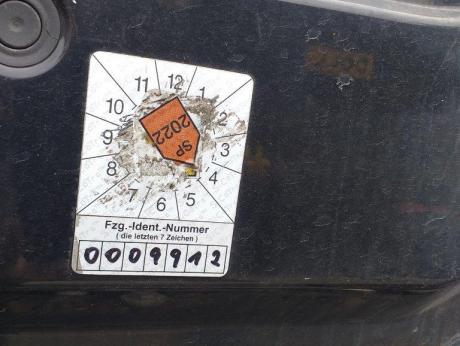 11 12 1
10 2
9 3
8 4
7 6 5
SP
2022
Fzg.-Ident.-Nummer
( die letzten 7 Zeichen )
0009912